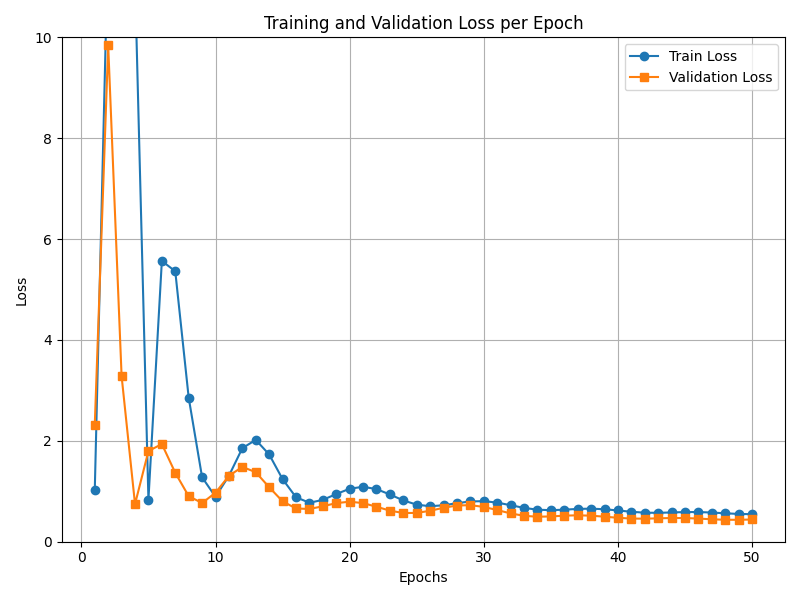 Training and Validation Loss per Epoch
Train Loss
Validation Loss
Loss
10
8
6
4
2
0
0 10 20 30 40 50
Epochs